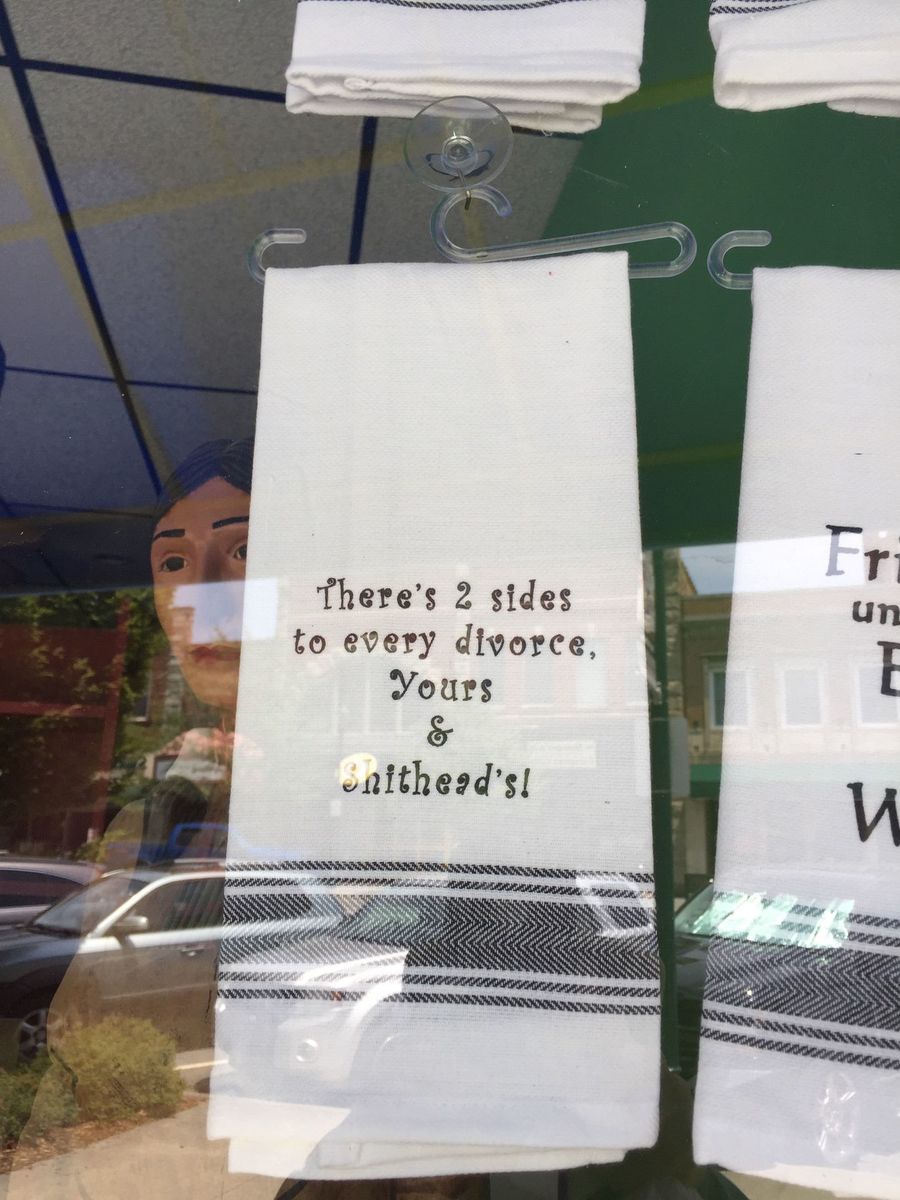 There's 2 sides
to every divorce,
Yours
&
Shithead's!